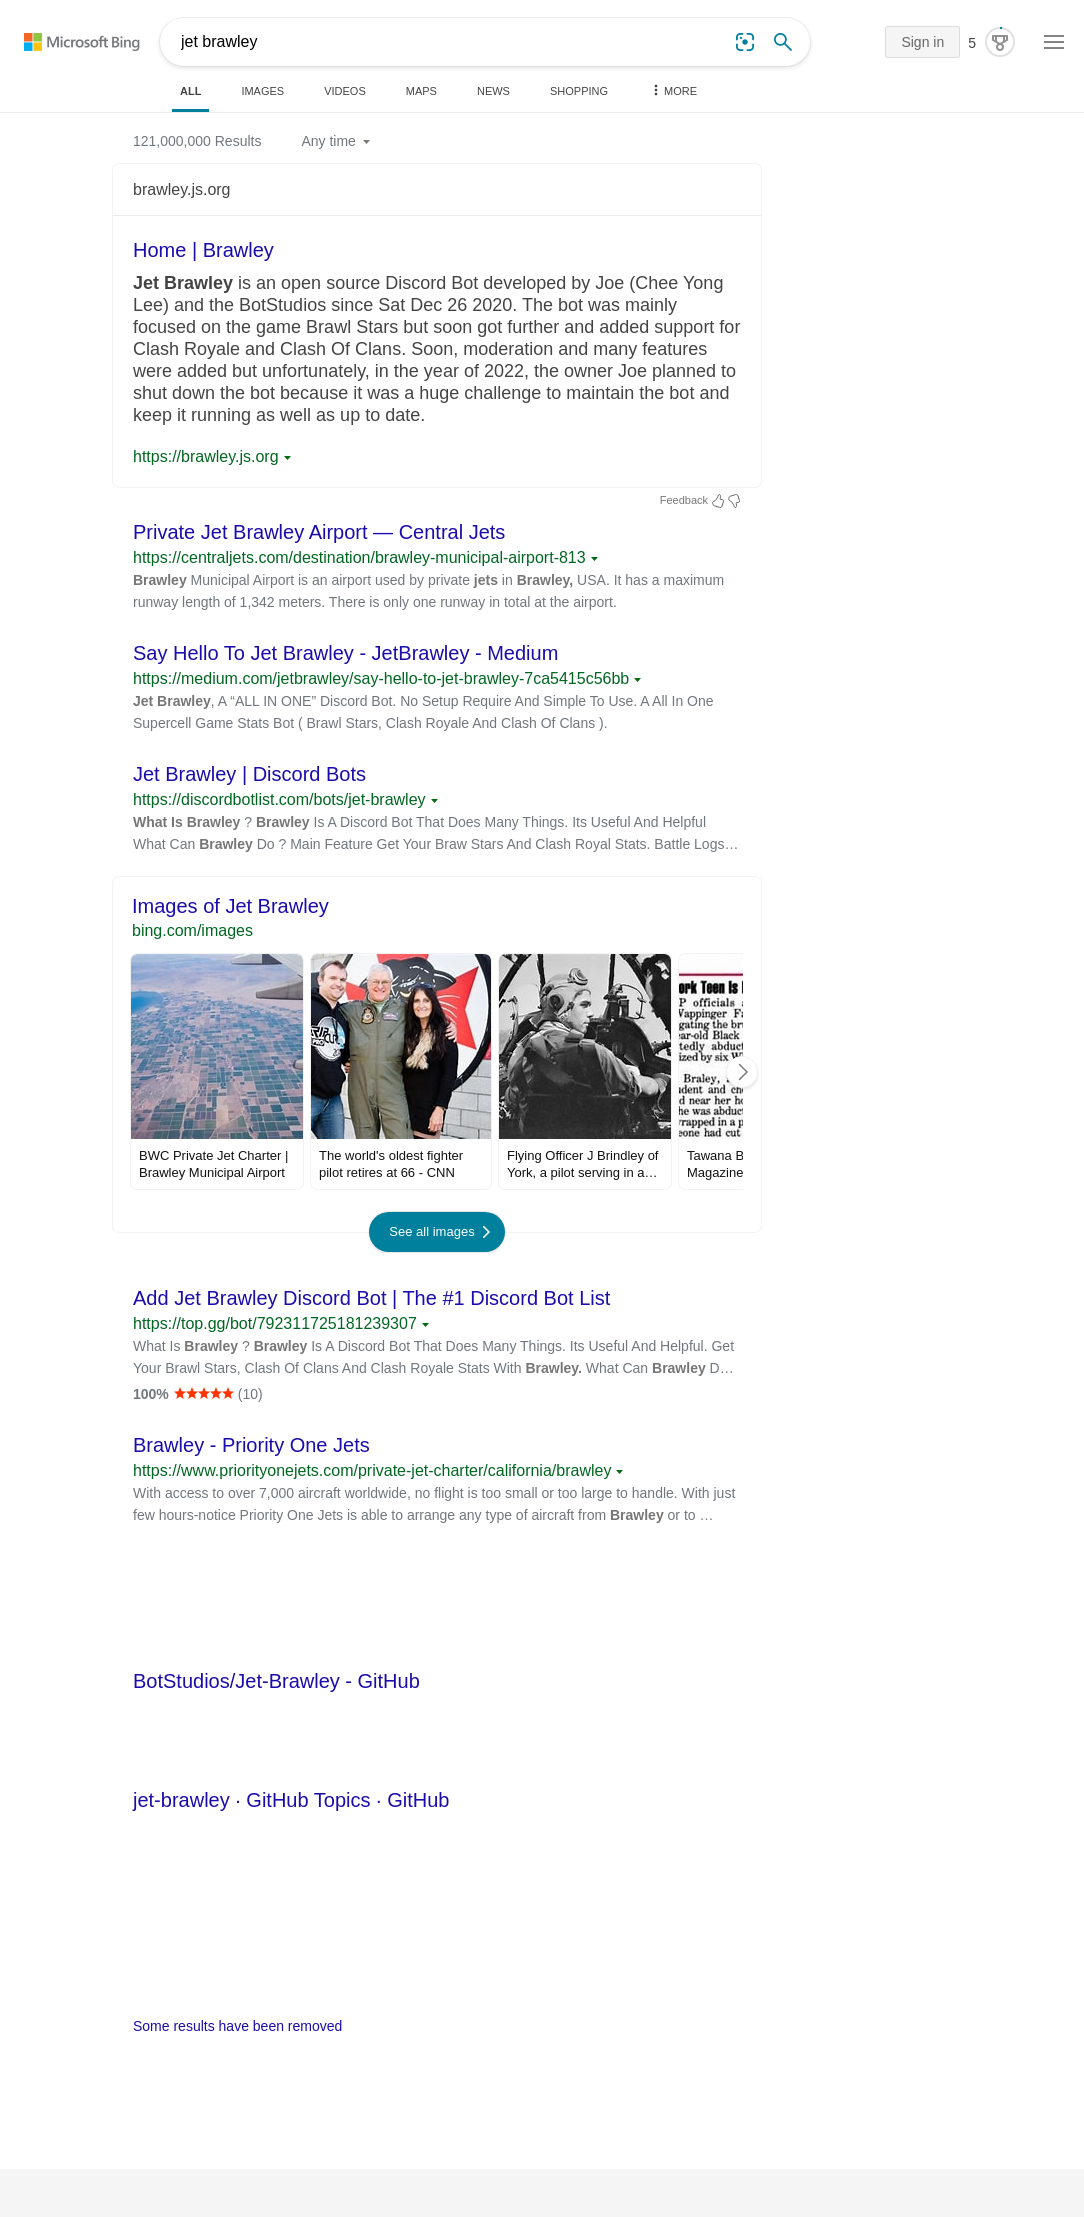 Microsoft Bing
jet brawley
Sign in
5
ALL
IMAGES
VIDEOS
MAPS
NEWS
SHOPPING
MORE
121,000,000 Results
Any time
brawley.js.org
Home | Brawley
Jet Brawley is an open source Discord Bot developed by Joe (Chee Yong
Lee) and the BotStudios since Sat Dec 26 2020. The bot was mainly
focused on the game Brawl Stars but soon got further and added support for
Clash Royale and Clash Of Clans. Soon, moderation and many features
were added but unfortunately, in the year of 2022, the owner Joe planned to
shut down the bot because it was a huge challenge to maintain the bot and
keep it running as well as up to date.
https://brawley.js.org
Feedback
Private Jet Brawley Airport — Central Jets
https://centraljets.com/destination/brawley-municipal-airport-813
Brawley Municipal Airport is an airport used by private jets in Brawley, USA. It has a maximum
runway length of 1,342 meters. There is only one runway in total at the airport.
Say Hello To Jet Brawley - JetBrawley - Medium
https://medium.com/jetbrawley/say-hello-to-jet-brawley-7ca5415c56bb
Jet Brawley, A “ALL IN ONE” Discord Bot. No Setup Require And Simple To Use. A All In One
Supercell Game Stats Bot ( Brawl Stars, Clash Royale And Clash Of Clans ).
Jet Brawley | Discord Bots
https://discordbotlist.com/bots/jet-brawley
What Is Brawley ? Brawley Is A Discord Bot That Does Many Things. Its Useful And Helpful
What Can Brawley Do ? Main Feature Get Your Braw Stars And Clash Royal Stats. Battle Logs…
Images of Jet Brawley
bing.com/images
ork Teen Is
P officials
Wappinger Fa
gating the br
ear-old Black
tedly abduct
ized by six W
Braley,
udent and che
d near her ho
he was abduct
rapped in a p
eone had cut
BWC Private Jet Charter |
Brawley Municipal Airport
The world's oldest fighter
pilot retires at 66 - CNN
Flying Officer J Brindley of
York, a pilot serving in a…
Tawana B
Magazine
See all images
Add Jet Brawley Discord Bot | The #1 Discord Bot List
https://top.gg/bot/792311725181239307
What Is Brawley ? Brawley Is A Discord Bot That Does Many Things. Its Useful And Helpful. Get
Your Brawl Stars, Clash Of Clans And Clash Royale Stats With Brawley. What Can Brawley D…
100% ★★★★★ (10)
Brawley - Priority One Jets
https://www.priorityonejets.com/private-jet-charter/california/brawley
With access to over 7,000 aircraft worldwide, no flight is too small or too large to handle. With just
few hours-notice Priority One Jets is able to arrange any type of aircraft from Brawley or to …
BotStudios/Jet-Brawley - GitHub
jet-brawley · GitHub Topics · GitHub
Some results have been removed